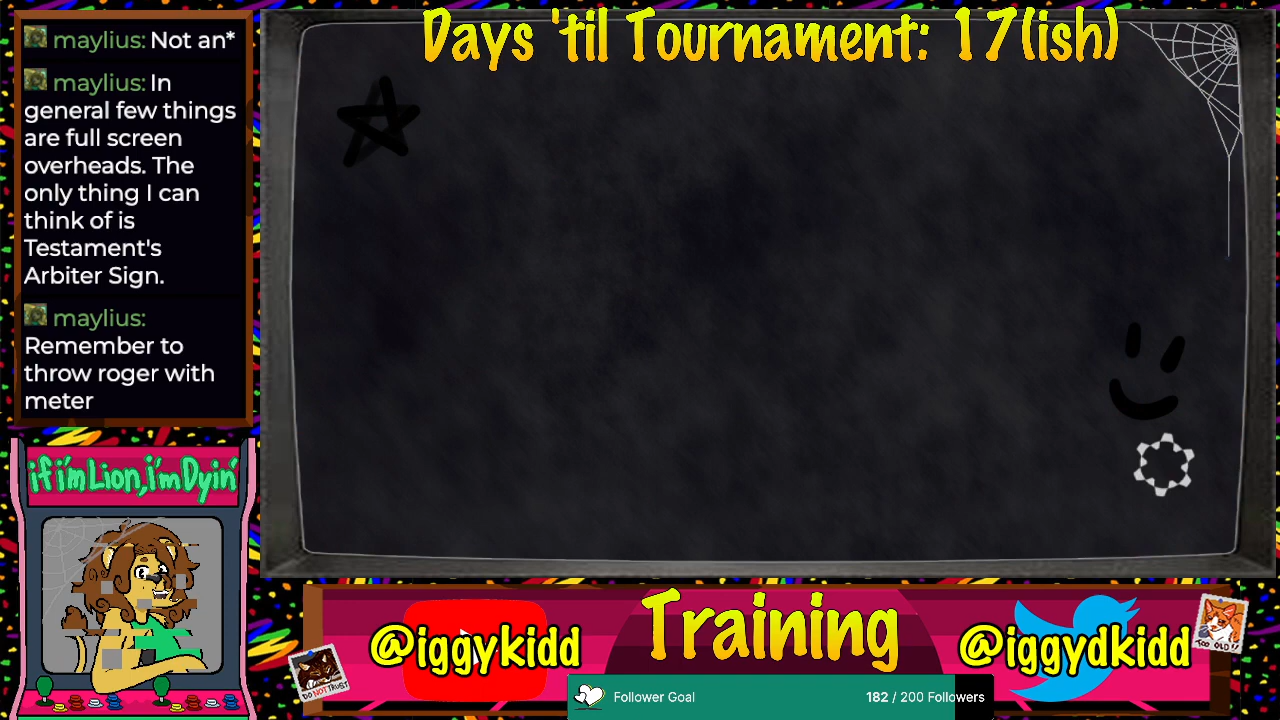 Days 'til Tournament: 17(ish)
maylius: Not an*
maylius: In
general few things
are full screen
overheads. The
only thing I can
think of is
Testament's
Arbiter Sign.
maylius:
Remember to
throw roger with
meter
if i'm Lion, i'm Dyin'
@iggykidd
Training
@iggydkidd
DO NOT TRUST
TOO OLD!!
Follower Goal
182 / 200 Followers